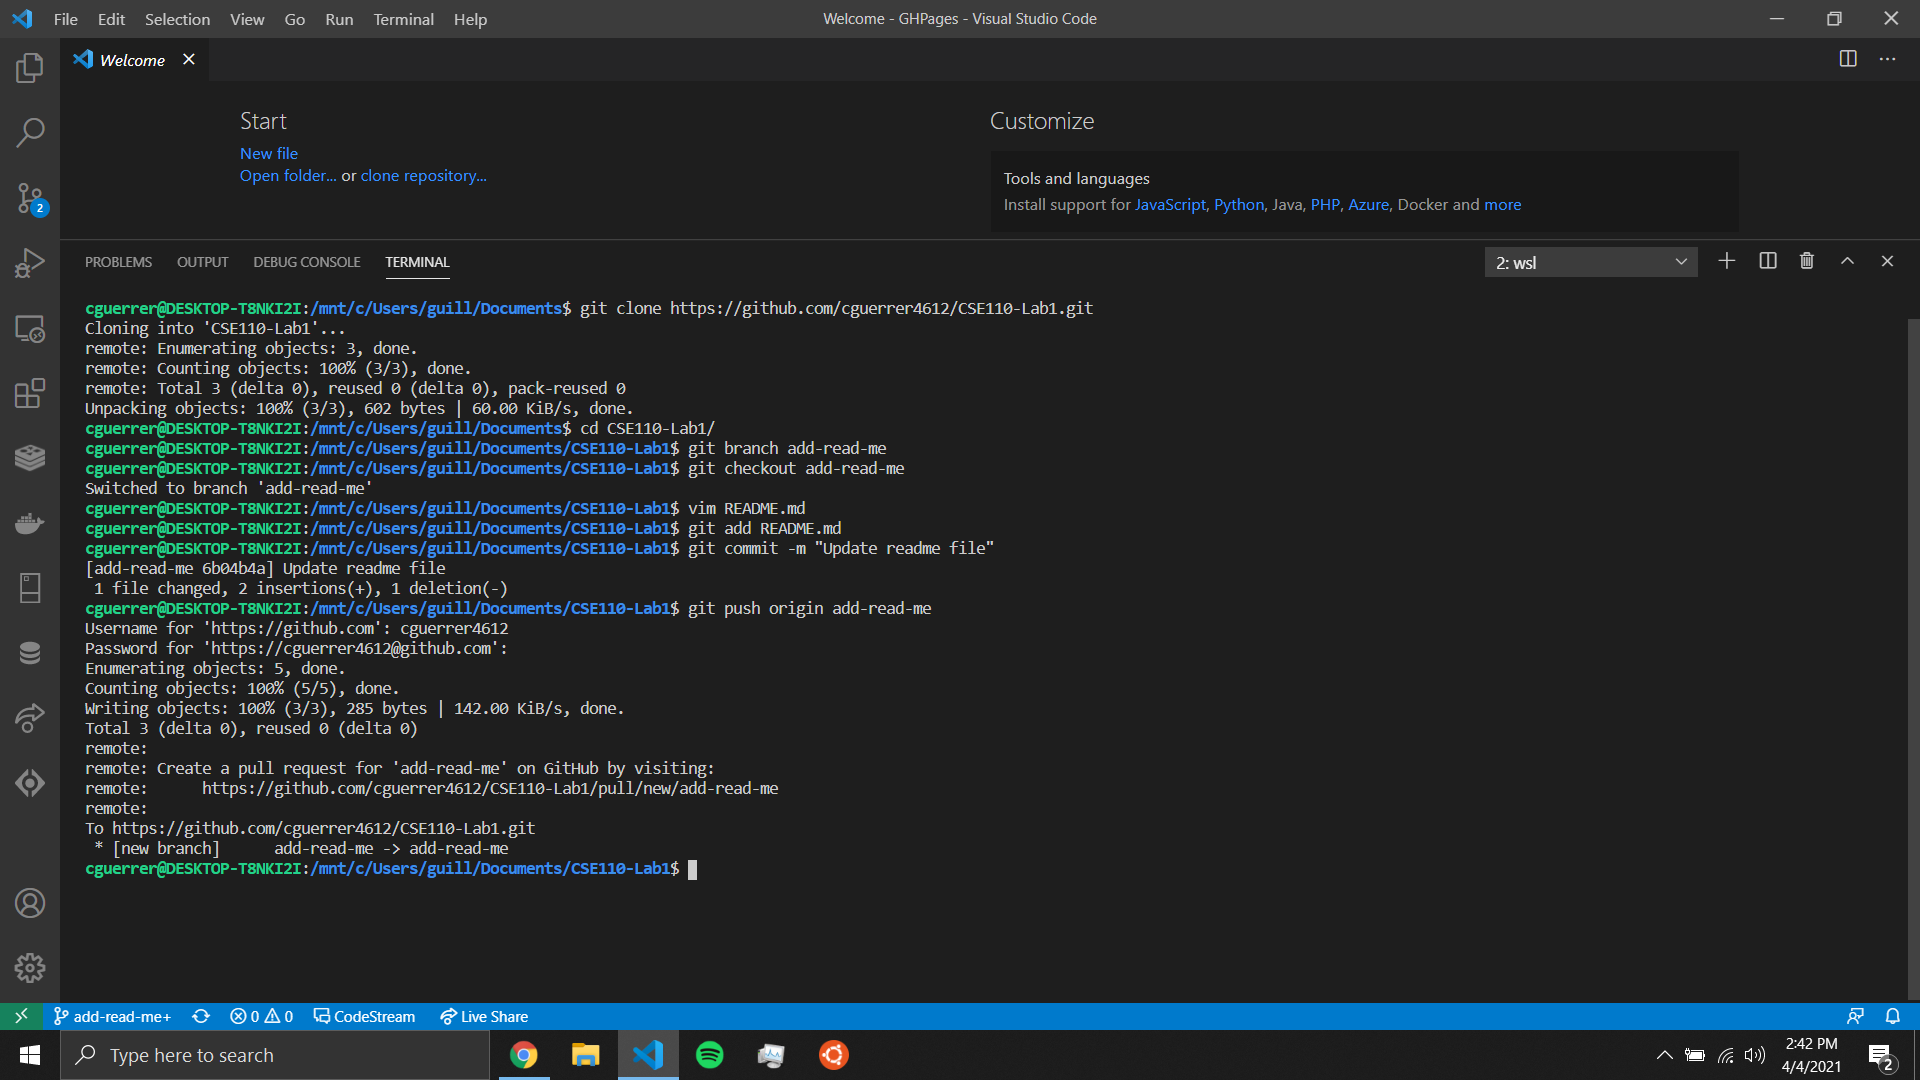 File Edit Selection View Go Run Terminal Help
Welcome - GHPages - Visual Studio Code
Welcome
Start
New file
Open folder... or clone repository...
Customize
Tools and languages
Install support for JavaScript, Python, Java, PHP, Azure, Docker and more
2
PROBLEMS OUTPUT DEBUG CONSOLE TERMINAL
2: wsl
cguerrer@DESKTOP-T8NKI2I:/mnt/c/Users/guill/Documents$ git clone https://github.com/cguerrer4612/CSE110-Lab1.git
Cloning into 'CSE110-Lab1'...
remote: Enumerating objects: 3, done.
remote: Counting objects: 100% (3/3), done.
remote: Total 3 (delta 0), reused 0 (delta 0), pack-reused 0
Unpacking objects: 100% (3/3), 602 bytes | 60.00 KiB/s, done.
cguerrer@DESKTOP-T8NKI2I:/mnt/c/Users/guill/Documents$ cd CSE110-Lab1/
cguerrer@DESKTOP-T8NKI2I:/mnt/c/Users/guill/Documents/CSE110-Lab1$ git branch add-read-me
cguerrer@DESKTOP-T8NKI2I:/mnt/c/Users/guill/Documents/CSE110-Lab1$ git checkout add-read-me
Switched to branch 'add-read-me'
cguerrer@DESKTOP-T8NKI2I:/mnt/c/Users/guill/Documents/CSE110-Lab1$ vim README.md
cguerrer@DESKTOP-T8NKI2I:/mnt/c/Users/guill/Documents/CSE110-Lab1$ git add README.md
cguerrer@DESKTOP-T8NKI2I:/mnt/c/Users/guill/Documents/CSE110-Lab1$ git commit -m "Update readme file"
[add-read-me 6b04b4a] Update readme file
1 file changed, 2 insertions(+), 1 deletion(-)
cguerrer@DESKTOP-T8NKI2I:/mnt/c/Users/guill/Documents/CSE110-Lab1$ git push origin add-read-me
Username for 'https://github.com': cguerrer4612
Password for 'https://cguerrer4612@github.com':
Enumerating objects: 5, done.
Counting objects: 100% (5/5), done.
Writing objects: 100% (3/3), 285 bytes | 142.00 KiB/s, done.
Total 3 (delta 0), reused 0 (delta 0)
remote:
remote: Create a pull request for 'add-read-me' on GitHub by visiting:
remote: https://github.com/cguerrer4612/CSE110-Lab1/pull/new/add-read-me
remote:
To https://github.com/cguerrer4612/CSE110-Lab1.git
* [new branch] add-read-me -> add-read-me
cguerrer@DESKTOP-T8NKI2I:/mnt/c/Users/guill/Documents/CSE110-Lab1$
add-read-me+ 0 0 CodeStream Live Share
Type here to search
2:42 PM
4/4/2021
2